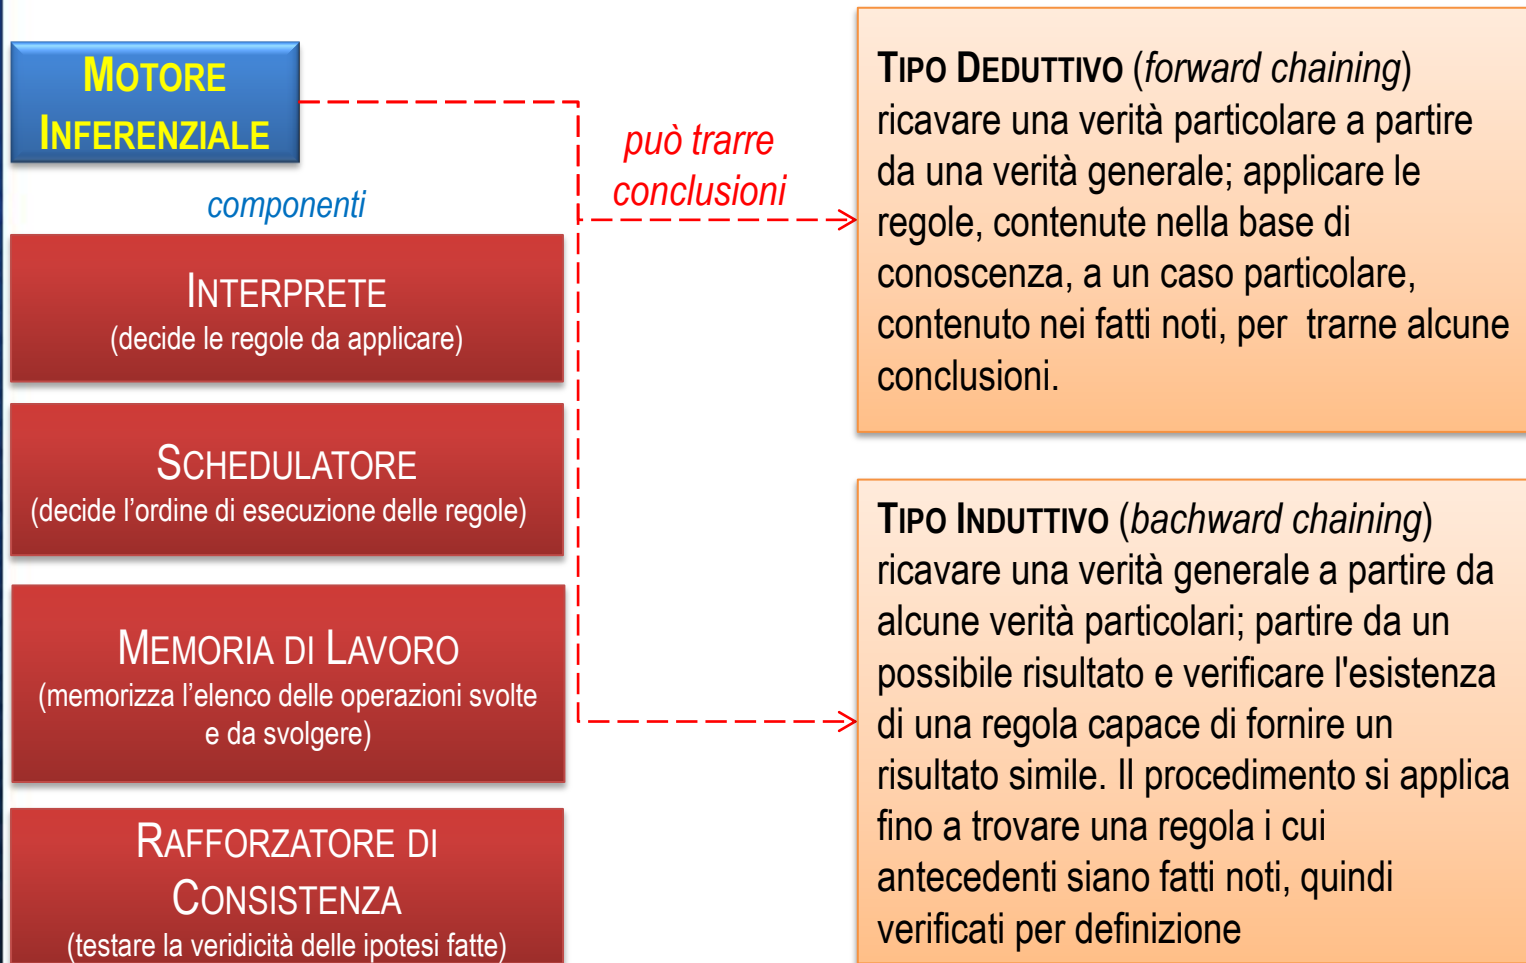 MOTORE
INFERENZIALE
componenti
INTERPRETE
(decide le regole da applicare)
SCHEDULATORE
(decide l’ordine di esecuzione delle regole)
MEMORIA DI LAVORO
(memorizza l’elenco delle operazioni svolte
e da svolgere)
RAFFORZATORE DI
CONSISTENZA
(testare la veridicità delle ipotesi fatte)
può trarre
conclusioni
TIPO DEDUTTIVO (forward chaining)
ricavare una verità particolare a partire
da una verità generale; applicare le
regole, contenute nella base di
conoscenza, a un caso particolare,
contenuto nei fatti noti, per trarne alcune
conclusioni.
TIPO INDUTTIVO (bachward chaining)
ricavare una verità generale a partire da
alcune verità particolari; partire da un
possibile risultato e verificare l'esistenza
di una regola capace di fornire un
risultato simile. Il procedimento si applica
fino a trovare una regola i cui
antecedenti siano fatti noti, quindi
verificati per definizione